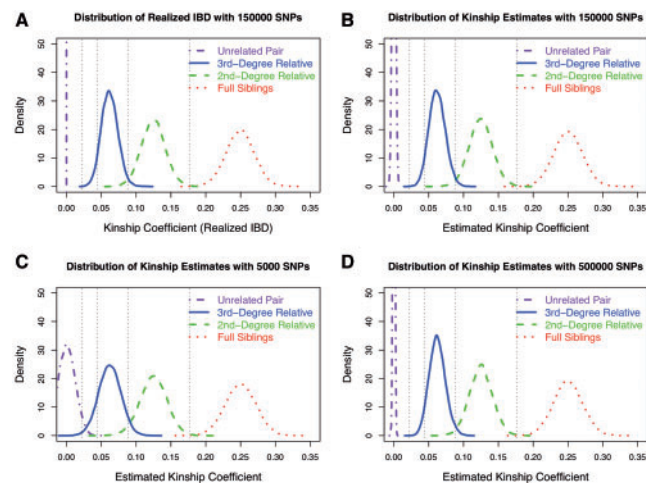 A
Distribution of Realized IBD with 150000 SNPs
Density
50
40
30
20
10
0
Unrelated Pair
3rd-Degree Relative
2nd-Degree Relative
Full Siblings
0.00 0.05 0.10 0.15 0.20 0.25 0.30 0.35
Kinship Coefficient (Realized IBD)
B
Distribution of Kinship Estimates with 150000 SNPs
Density
50
40
30
20
10
0
Unrelated Pair
3rd-Degree Relative
2nd-Degree Relative
Full Siblings
0.00 0.05 0.10 0.15 0.20 0.25 0.30 0.35
Estimated Kinship Coefficient
C
Distribution of Kinship Estimates with 5000 SNPs
Density
50
40
30
20
10
0
Unrelated Pair
3rd-Degree Relative
2nd-Degree Relative
Full Siblings
0.00 0.05 0.10 0.15 0.20 0.25 0.30 0.35
Estimated Kinship Coefficient
D
Distribution of Kinship Estimates with 500000 SNPs
Density
50
40
30
20
10
0
Unrelated Pair
3rd-Degree Relative
2nd-Degree Relative
Full Siblings
0.00 0.05 0.10 0.15 0.20 0.25 0.30 0.35
Estimated Kinship Coefficient